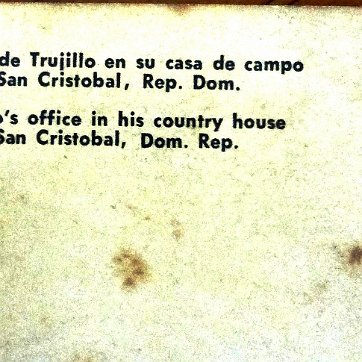 de Trujillo en su casa de campo
San Cristobal, Rep. Dom.
o's office in his country house
San Cristobal, Dom. Rep.